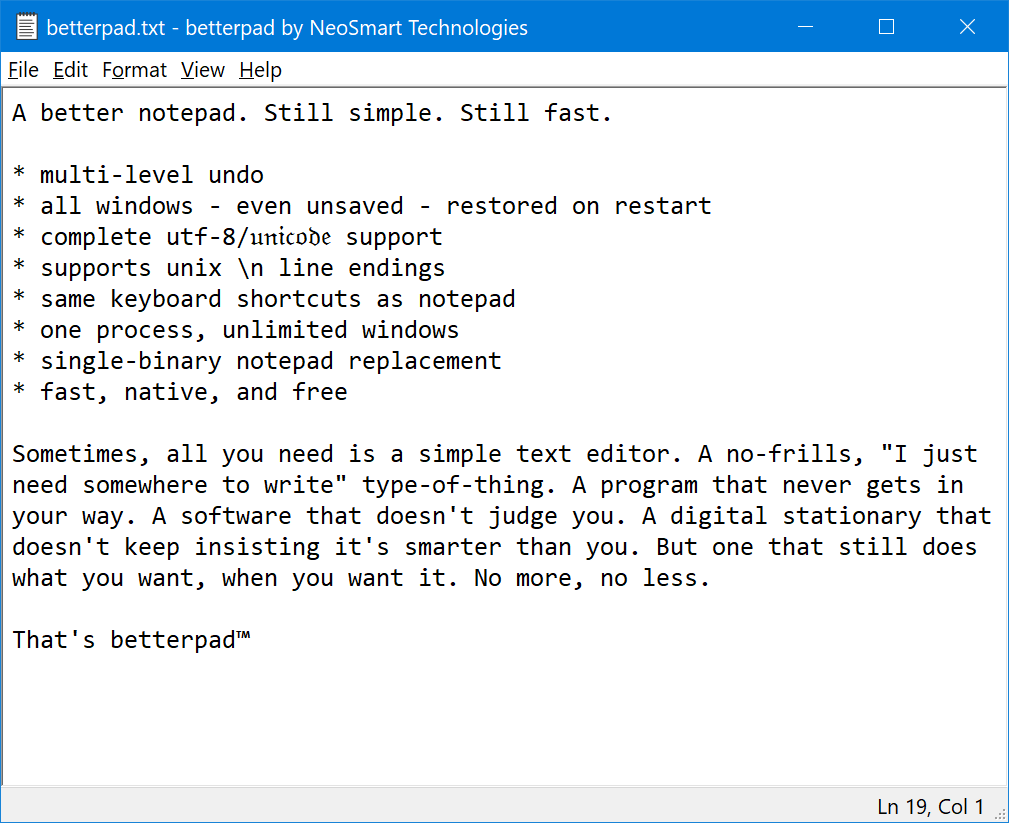 betterpad.txt - betterpad by NeoSmart Technologies
File Edit Format View Help
A better notepad. Still simple. Still fast.
* multi-level undo
* all windows - even unsaved - restored on restart
* complete utf-8/𝔲𝔫𝔦𝔠𝔬𝔡𝔢 support
* supports unix \n line endings
* same keyboard shortcuts as notepad
* one process, unlimited windows
* single-binary notepad replacement
* fast, native, and free
Sometimes, all you need is a simple text editor. A no-frills, "I just
need somewhere to write" type-of-thing. A program that never gets in
your way. A software that doesn't judge you. A digital stationary that
doesn't keep insisting it's smarter than you. But one that still does
what you want, when you want it. No more, no less.
That's betterpad™
Ln 19, Col 1